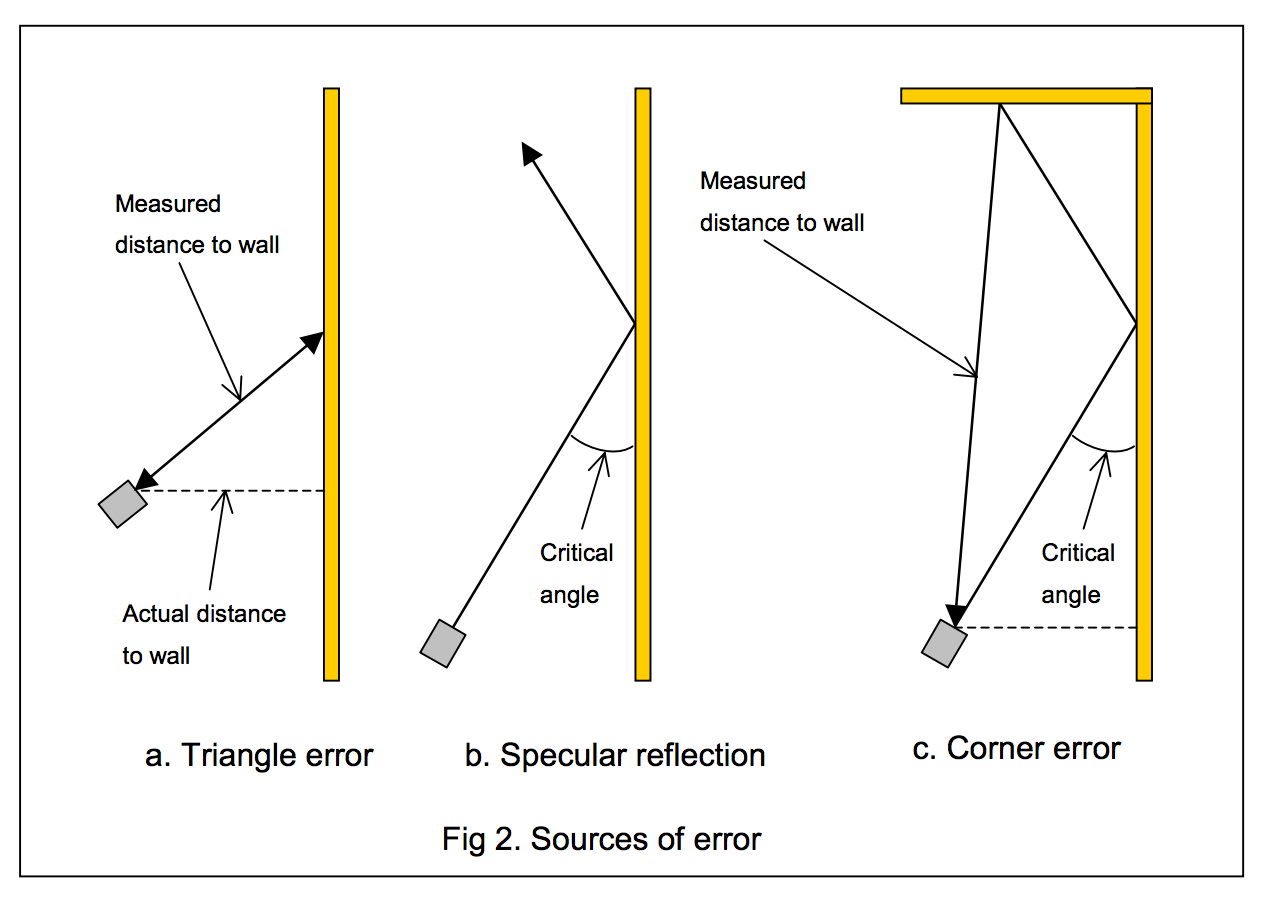 Measured
distance to wall
Actual distance
to wall
a. Triangle error
Critical
angle
b. Specular reflection
Measured
distance to wall
Critical
angle
c. Corner error
Fig 2. Sources of error